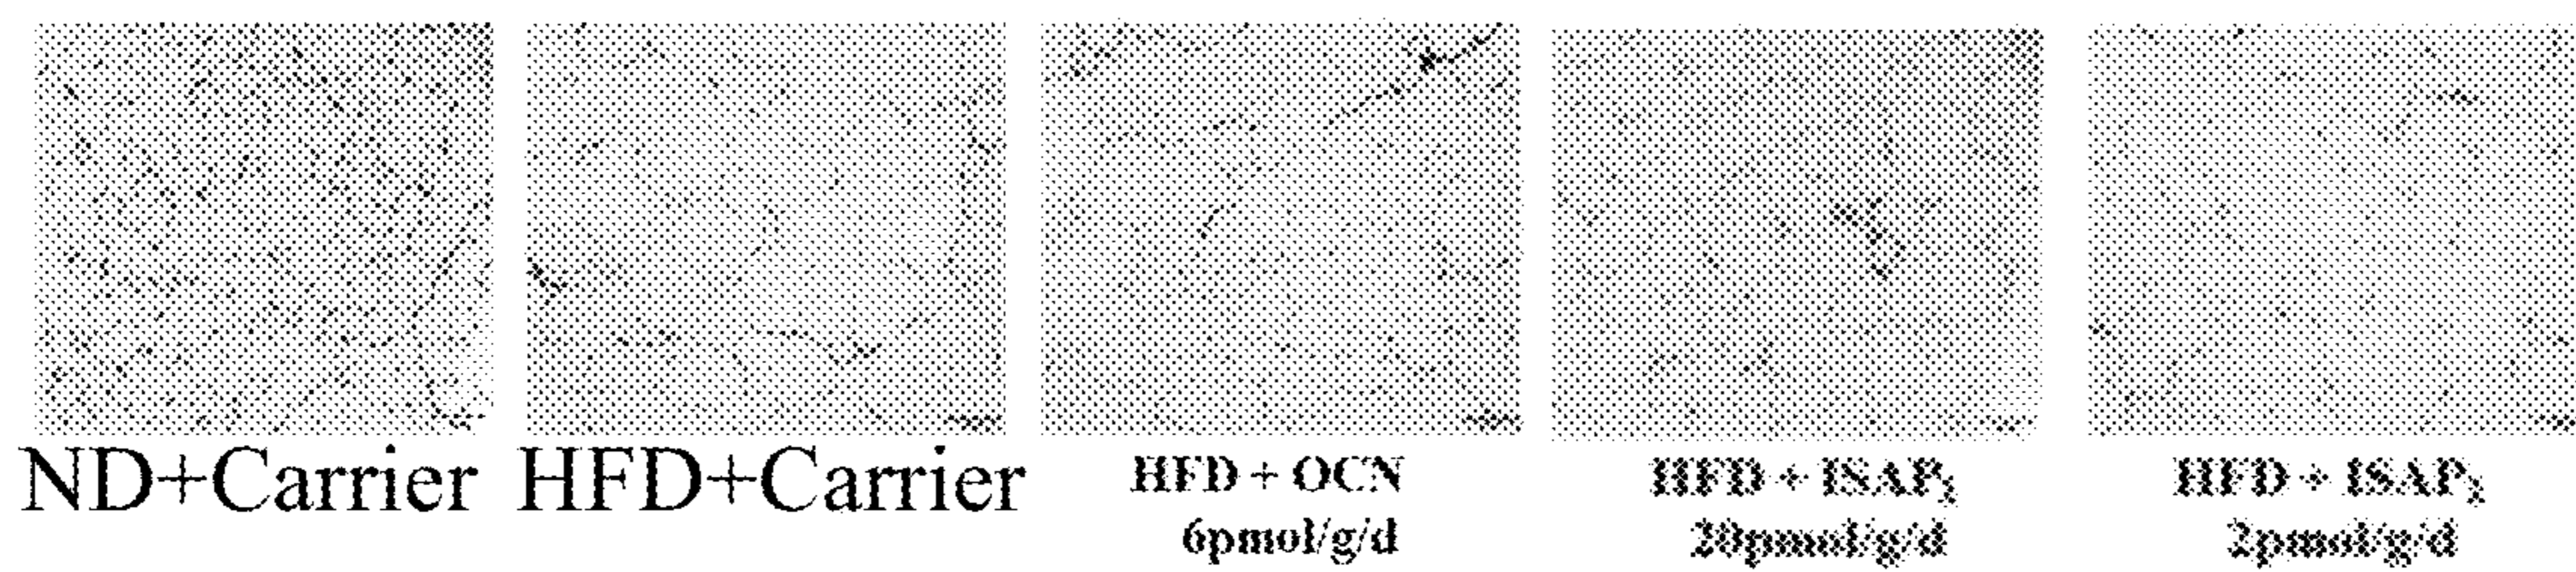 ND+Carrier
HFD+Carrier
HFD + OCN
6pmol/g/d
HFD + ISAP
20pmol/g/d
HFD + ISAP
2pmol/g/d